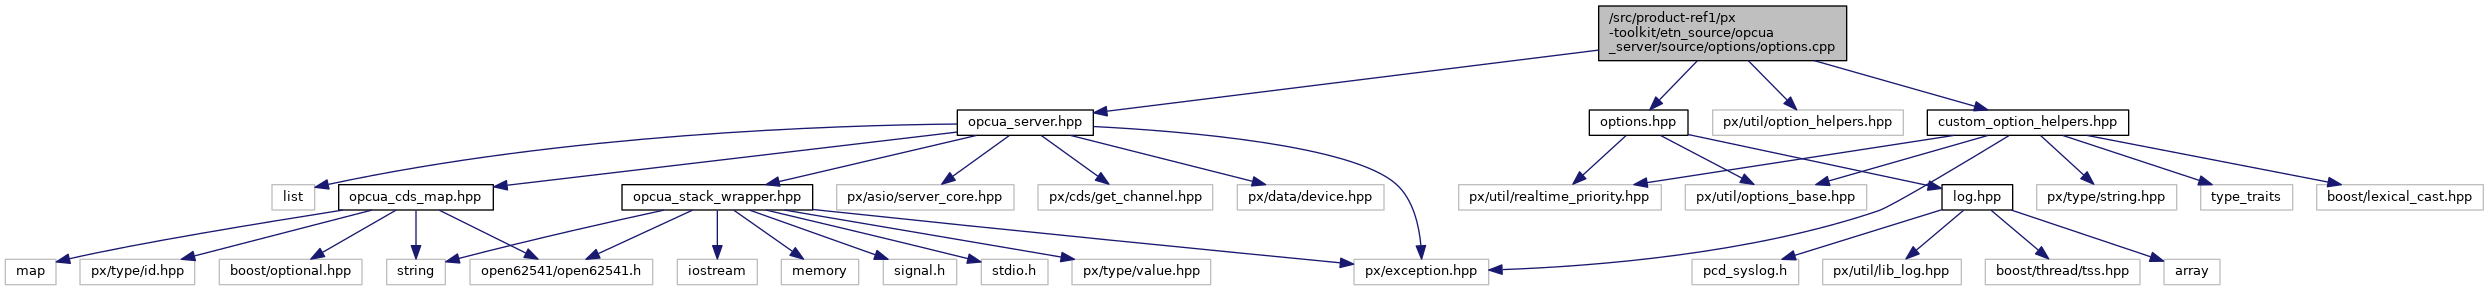 /src/product-ref1/px
-toolkit/etn_source/opcua
_server/source/options/options.cpp
opcua_server.hpp
options.hpp
px/util/option_helpers.hpp
custom_option_helpers.hpp
list
opcua_cds_map.hpp
opcua_stack_wrapper.hpp
px/asio/server_core.hpp
px/cds/get_channel.hpp
px/data/device.hpp
px/util/realtime_priority.hpp
px/util/options_base.hpp
log.hpp
px/type/string.hpp
type_traits
boost/lexical_cast.hpp
map
px/type/id.hpp
boost/optional.hpp
string
open62541/open62541.h
iostream
memory
signal.h
stdio.h
px/type/value.hpp
px/exception.hpp
pcd_syslog.h
px/util/lib_log.hpp
boost/thread/tss.hpp
array